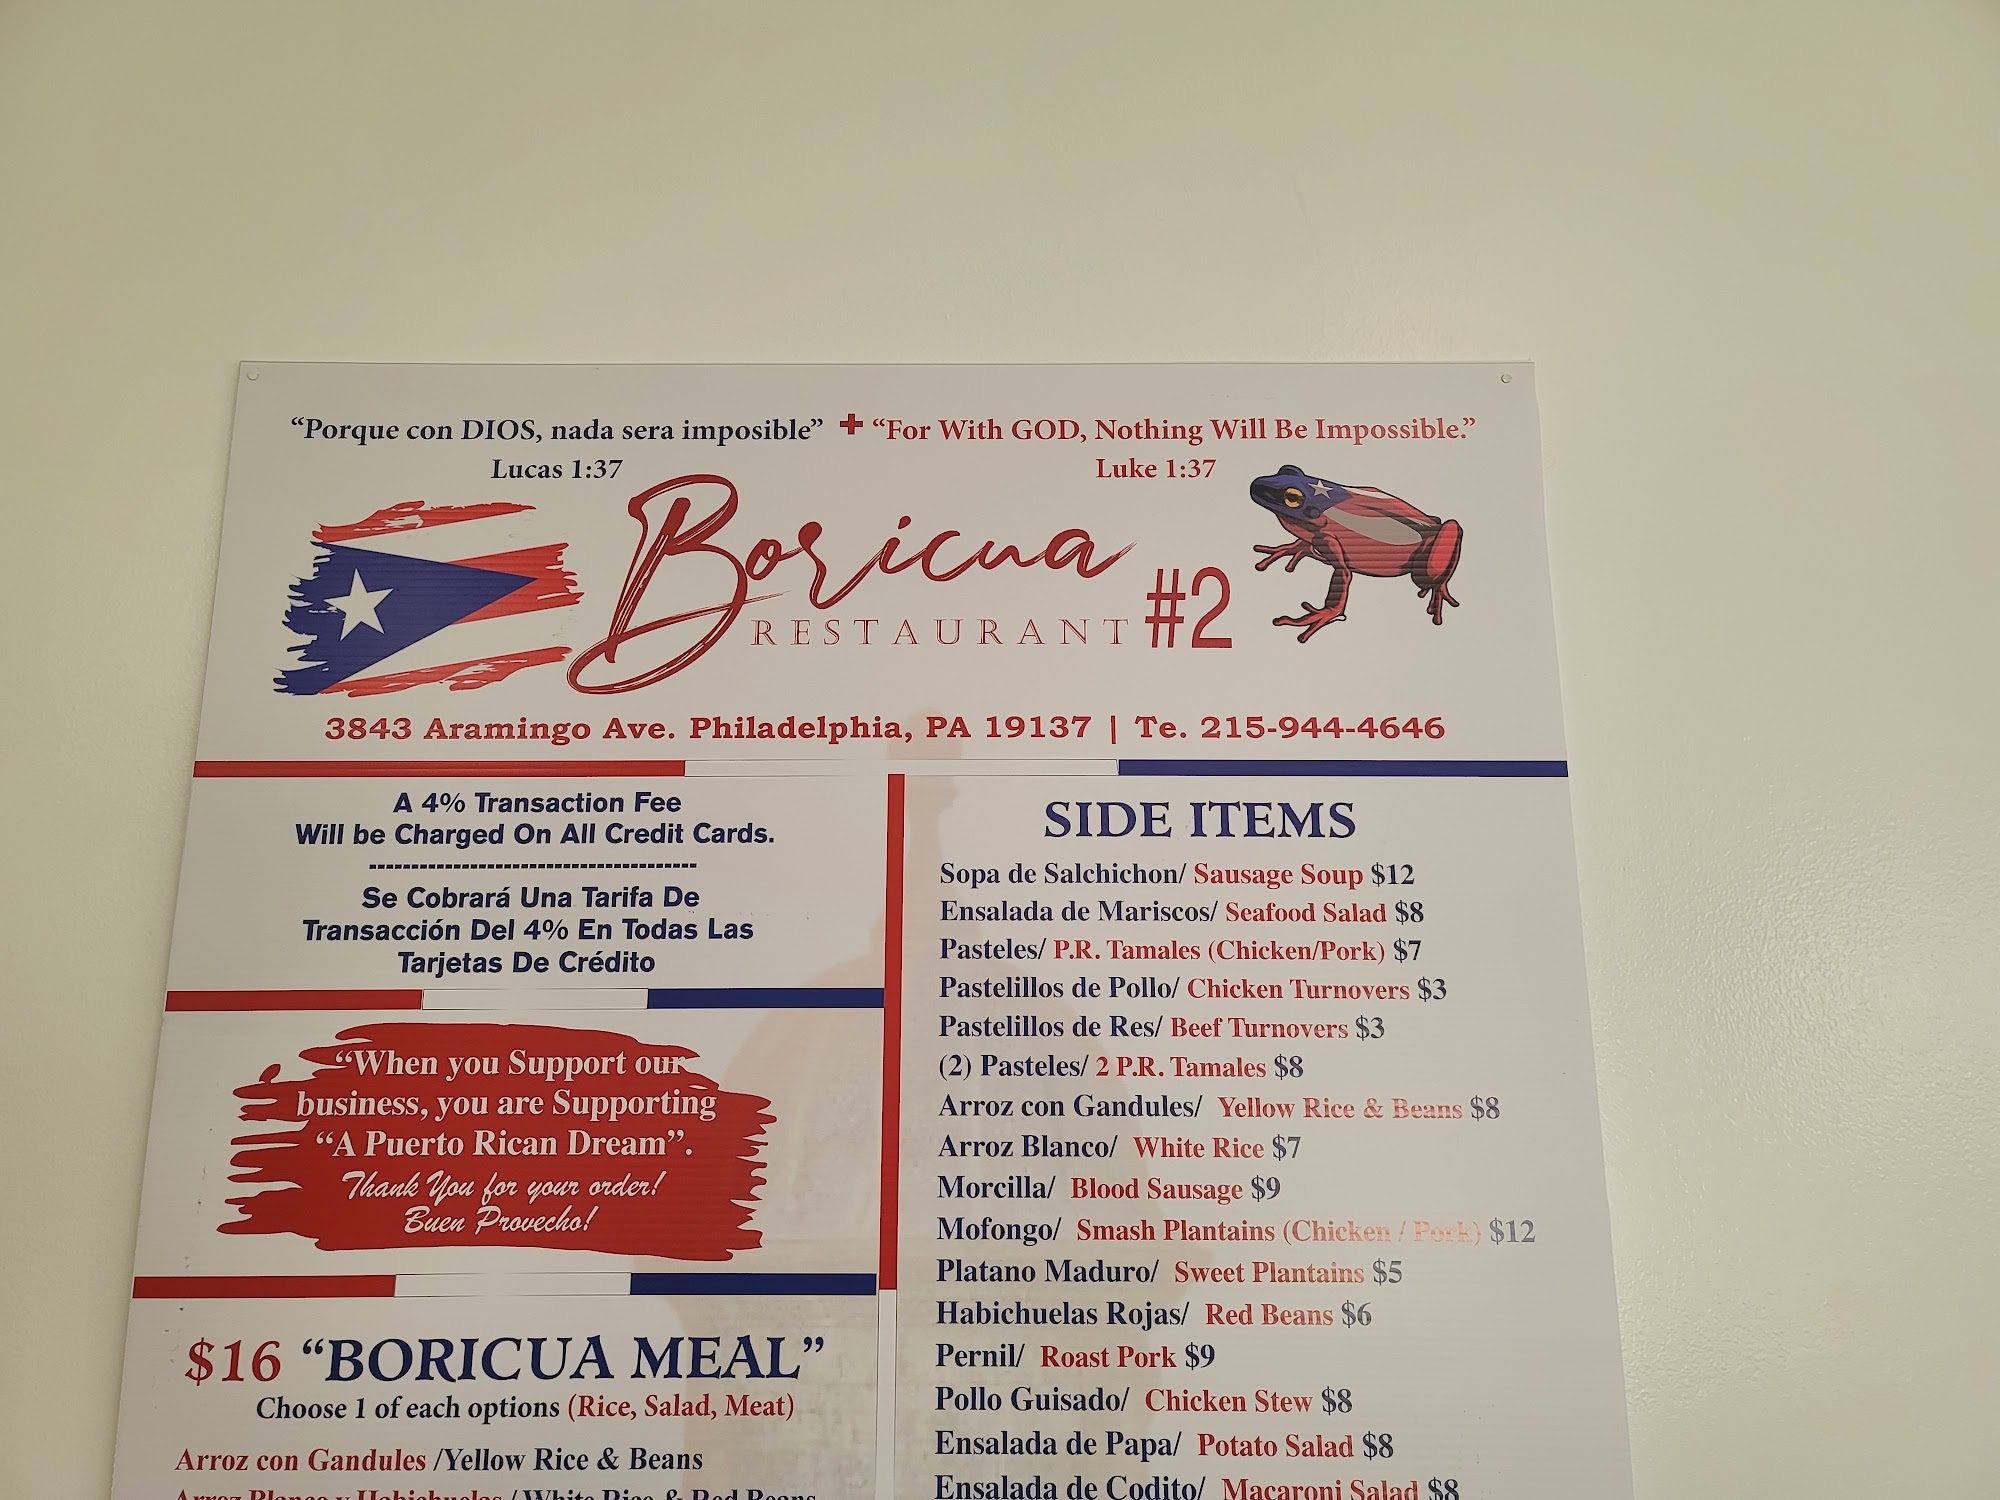 “Porque con DIOS, nada sera imposible” + “For With GOD, Nothing Will Be Impossible.”
Lucas 1:37 Luke 1:37
Boricua
RESTAURANT #2
3843 Aramingo Ave. Philadelphia, PA 19137 | Te. 215-944-4646
A 4% Transaction Fee
Will be Charged On All Credit Cards.
---------------------------------------
Se Cobrará Una Tarifa De
Transacción Del 4% En Todas Las
Tarjetas De Crédito
“When you Support our
business, you are Supporting
“A Puerto Rican Dream”.
Thank You for your order!
Buen Provecho!
$16 “BORICUA MEAL”
Choose 1 of each options (Rice, Salad, Meat)
Arroz con Gandules /Yellow Rice & Beans
Arroz Blanco y Habichuelas / White Rice & Red Beans
SIDE ITEMS
Sopa de Salchichon/ Sausage Soup $12
Ensalada de Mariscos/ Seafood Salad $8
Pasteles/ P.R. Tamales (Chicken/Pork) $7
Pastelillos de Pollo/ Chicken Turnovers $3
Pastelillos de Res/ Beef Turnovers $3
(2) Pasteles/ 2 P.R. Tamales $8
Arroz con Gandules/ Yellow Rice & Beans $8
Arroz Blanco/ White Rice $7
Morcilla/ Blood Sausage $9
Mofongo/ Smash Plantains (Chicken / Pork) $12
Platano Maduro/ Sweet Plantains $5
Habichuelas Rojas/ Red Beans $6
Pernil/ Roast Pork $9
Pollo Guisado/ Chicken Stew $8
Ensalada de Papa/ Potato Salad $8
Ensalada de Codito/ Macaroni Salad $8